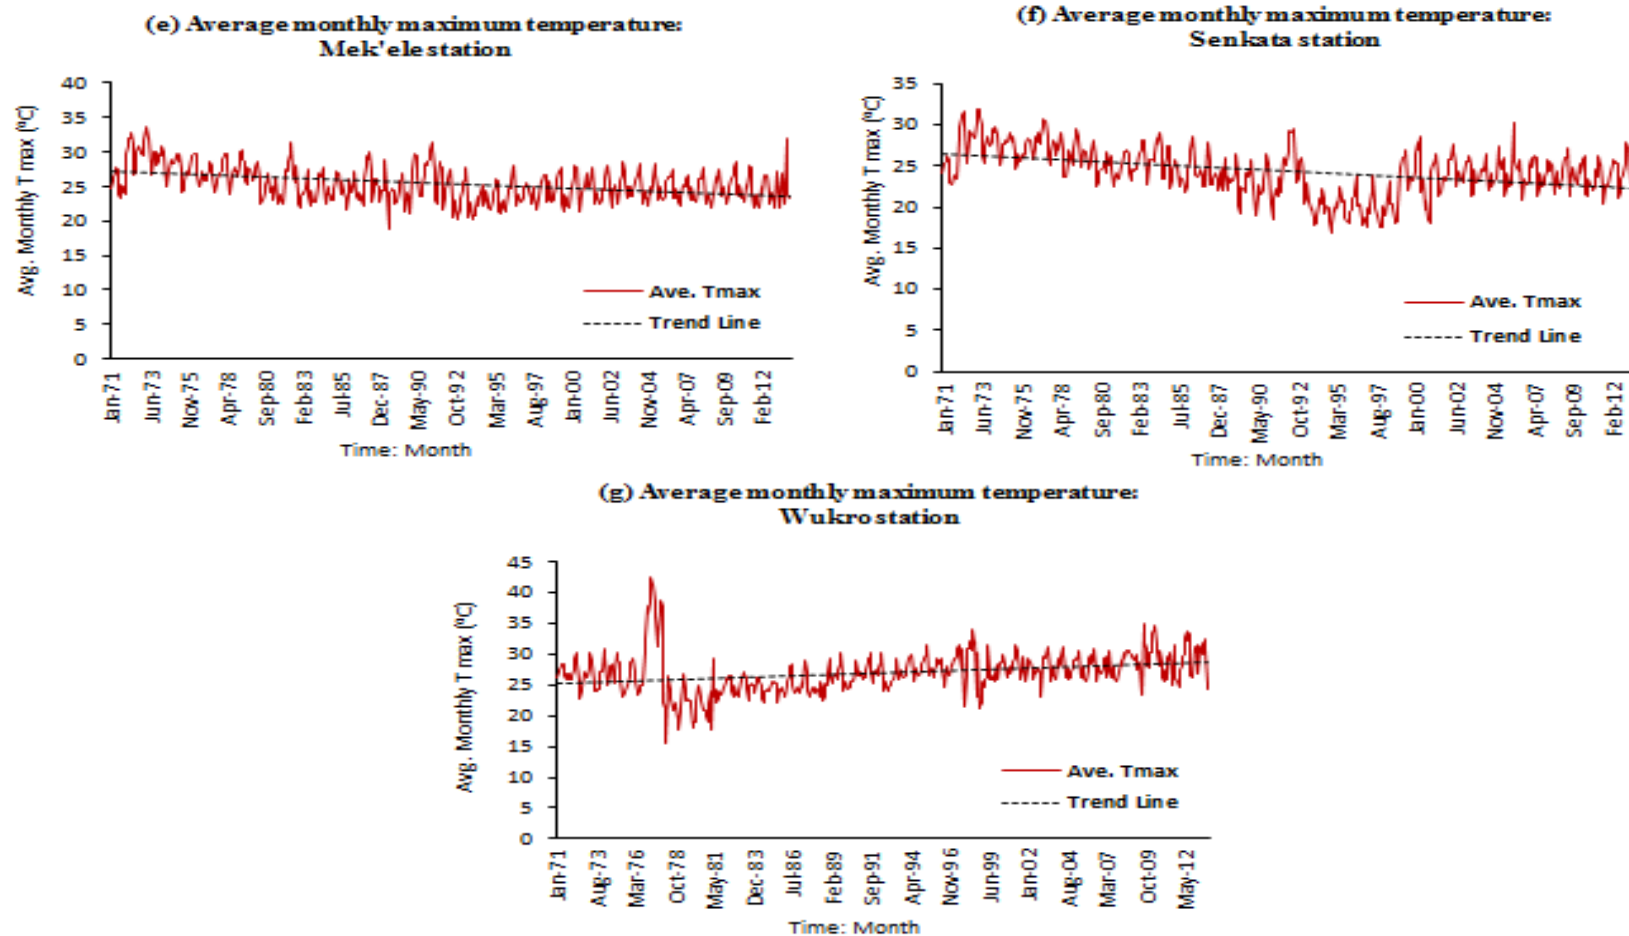 (e) Average monthly maximum temperature:
Mek'ele station
40
35
30
25
20
15
10
5
0
Avg. Monthly T max (ºC)
Ave. Tmax
Trend Line
Jan-71
Jun-73
Nov-75
Apr-78
Sep-80
Feb-83
Jul-85
Dec-87
May-90
Oct-92
Mar-95
Aug-97
Jan-00
Jun-02
Nov-04
Apr-07
Sep-09
Feb-12
Time: Month
(f) Average monthly maximum temperature:
Senkata station
35
30
25
20
15
10
5
0
Avg. Monthly T max (ºC)
Ave. Tmax
Trend Line
Jan-71
Jun-73
Nov-75
Apr-78
Sep-80
Feb-83
Jul-85
Dec-87
May-90
Oct-92
Mar-95
Aug-97
Jan-00
Jun-02
Nov-04
Apr-07
Sep-09
Feb-12
Time: Month
(g) Average monthly maximum temperature:
Wukro station
45
40
35
30
25
20
15
10
5
0
Avg. Monthly T max (ºC)
Ave. Tmax
Trend Line
Jan-71
Aug-73
Mar-76
Oct-78
May-81
Dec-83
Jul-86
Feb-89
Sep-91
Apr-94
Nov-96
Jun-99
Jan-02
Aug-04
Mar-07
Oct-09
May-12
Time: Month